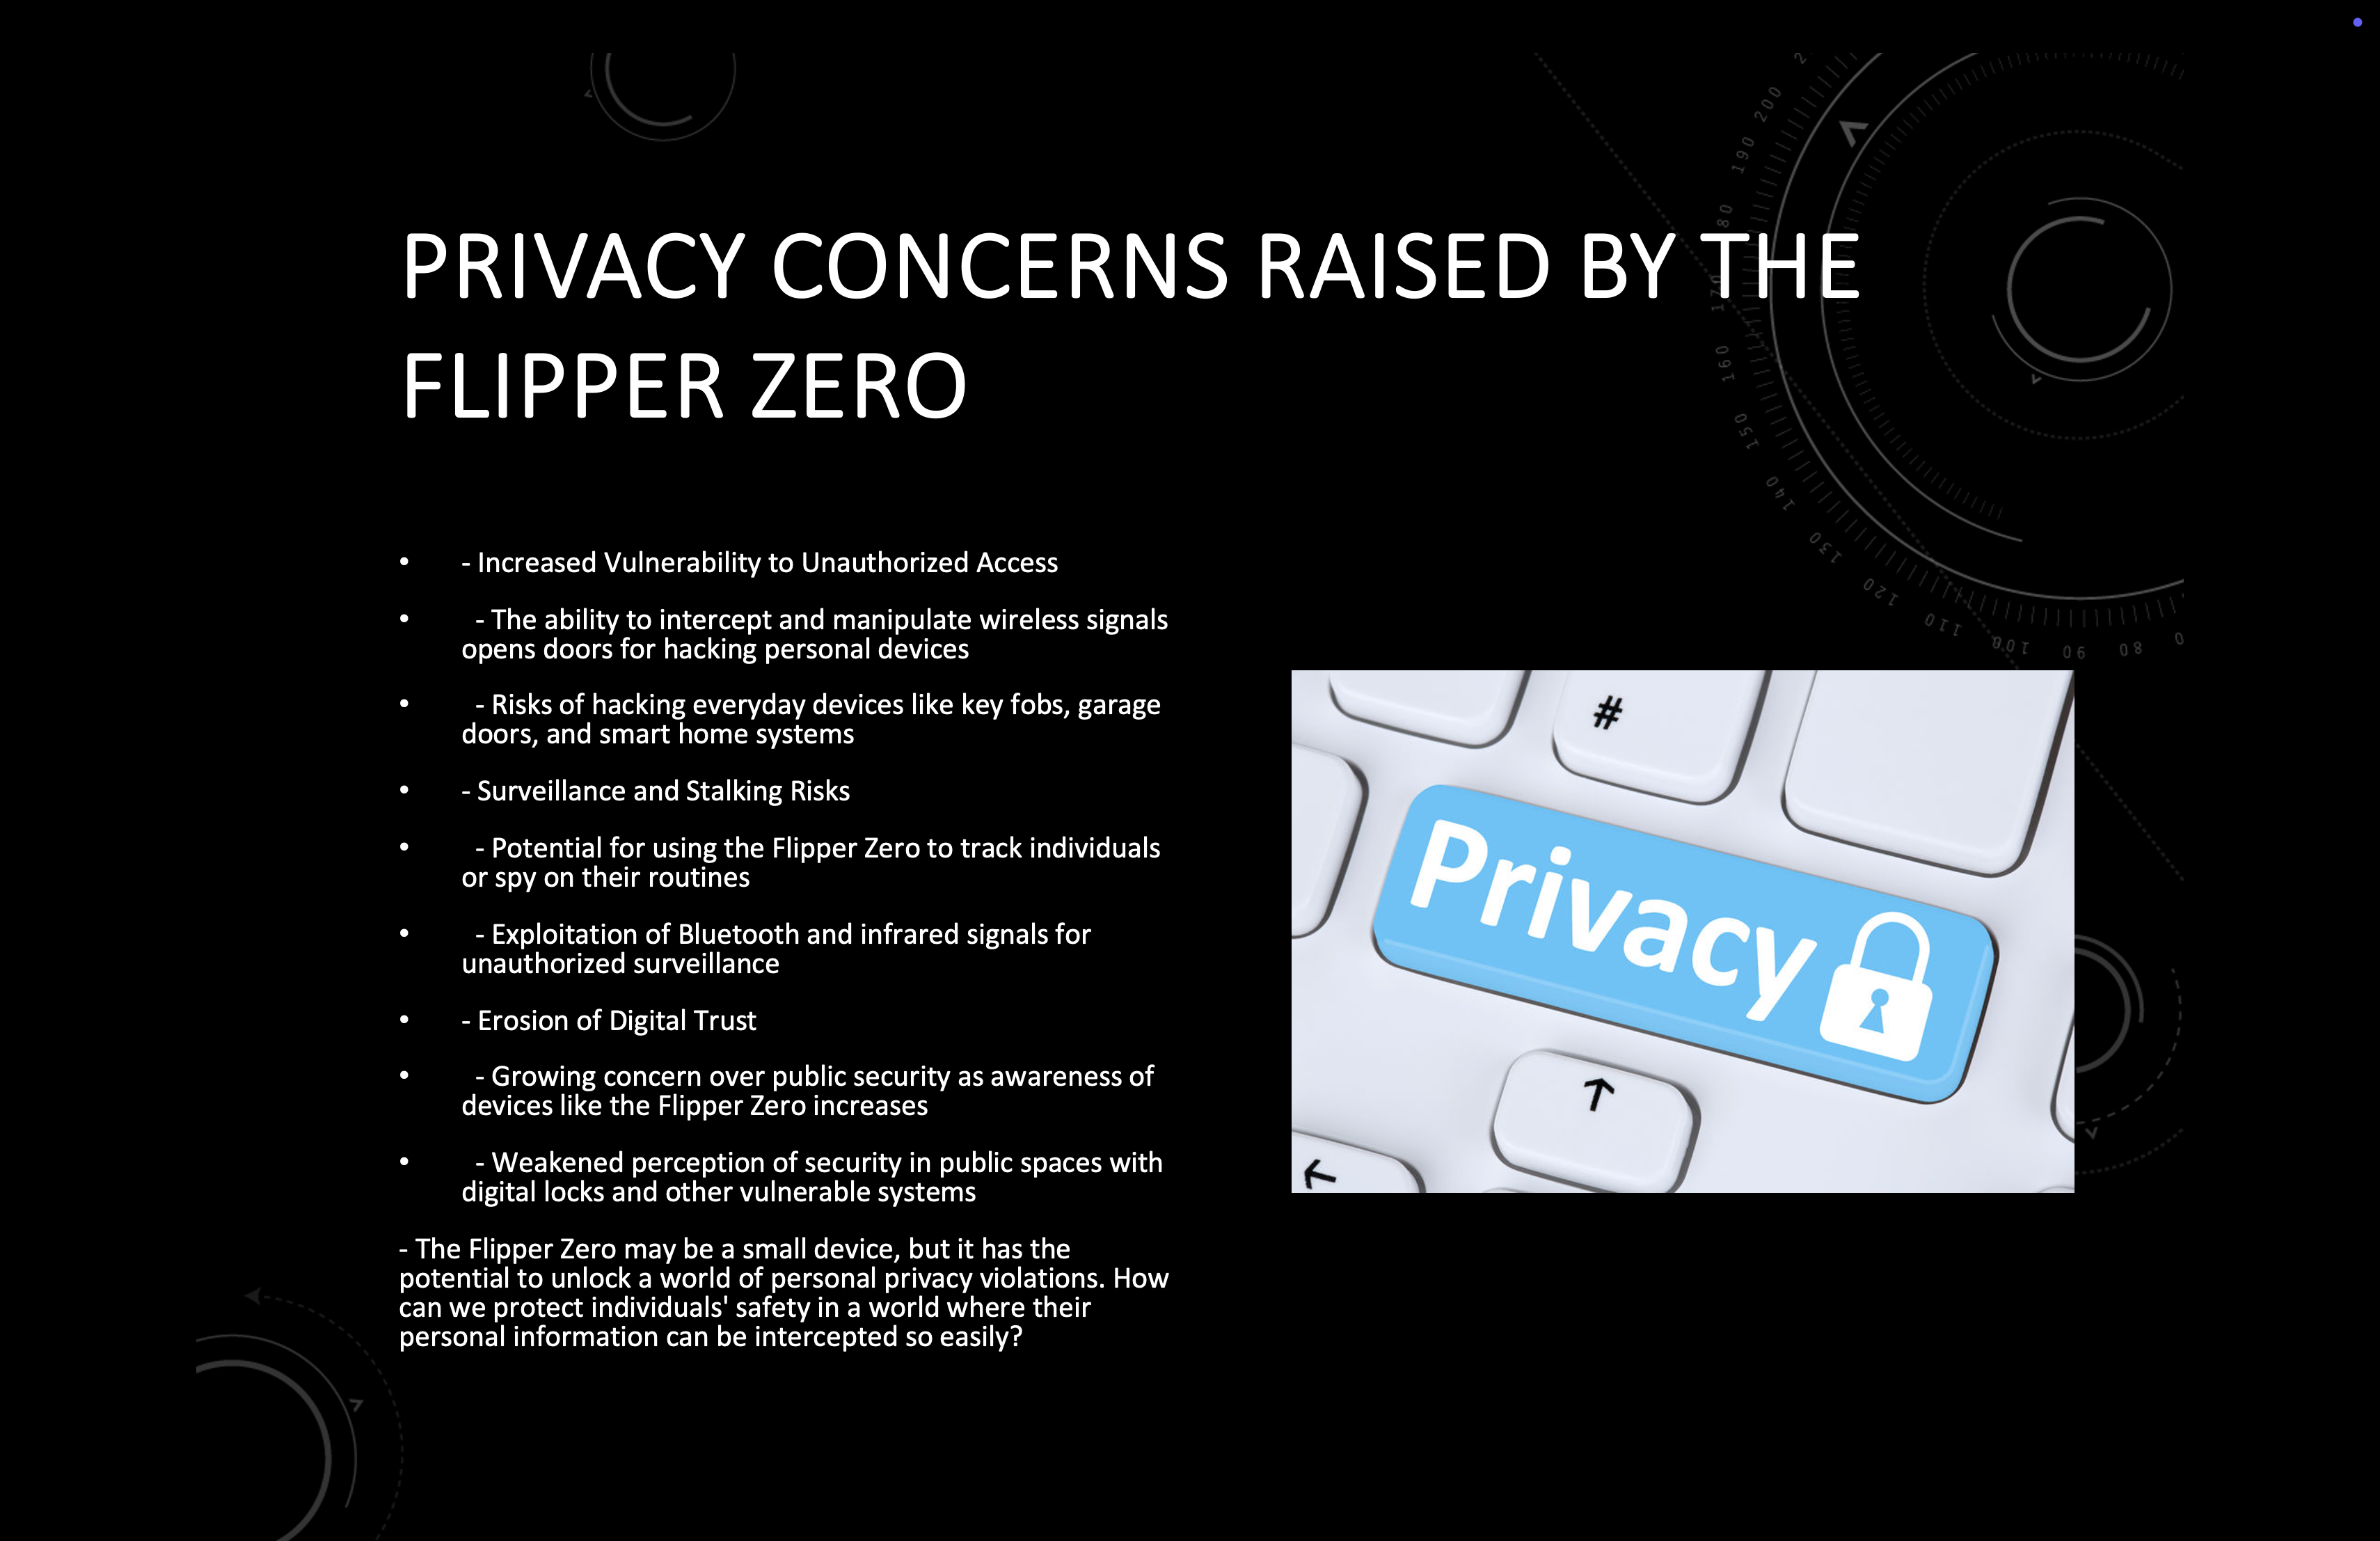 PRIVACY CONCERNS RAISED BY THE
FLIPPER ZERO
• - Increased Vulnerability to Unauthorized Access
• - The ability to intercept and manipulate wireless signals
opens doors for hacking personal devices
• - Risks of hacking everyday devices like key fobs, garage
doors, and smart home systems
• - Surveillance and Stalking Risks
• - Potential for using the Flipper Zero to track individuals
or spy on their routines
• - Exploitation of Bluetooth and infrared signals for
unauthorized surveillance
• - Erosion of Digital Trust
• - Growing concern over public security as awareness of
devices like the Flipper Zero increases
• - Weakened perception of security in public spaces with
digital locks and other vulnerable systems
- The Flipper Zero may be a small device, but it has the
potential to unlock a world of personal privacy violations. How
can we protect individuals' safety in a world where their
personal information can be intercepted so easily?
#
Privacy
↑
←
200
190
180
170
160
150
140
130
120
110
100
90
80